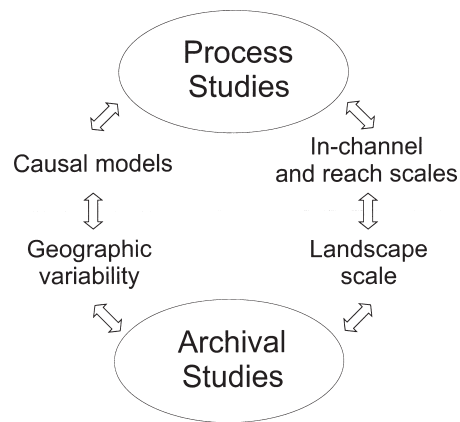 Process
Studies
Causal models
In-channel
and reach scales
Geographic
variability
Landscape
scale
Archival
Studies